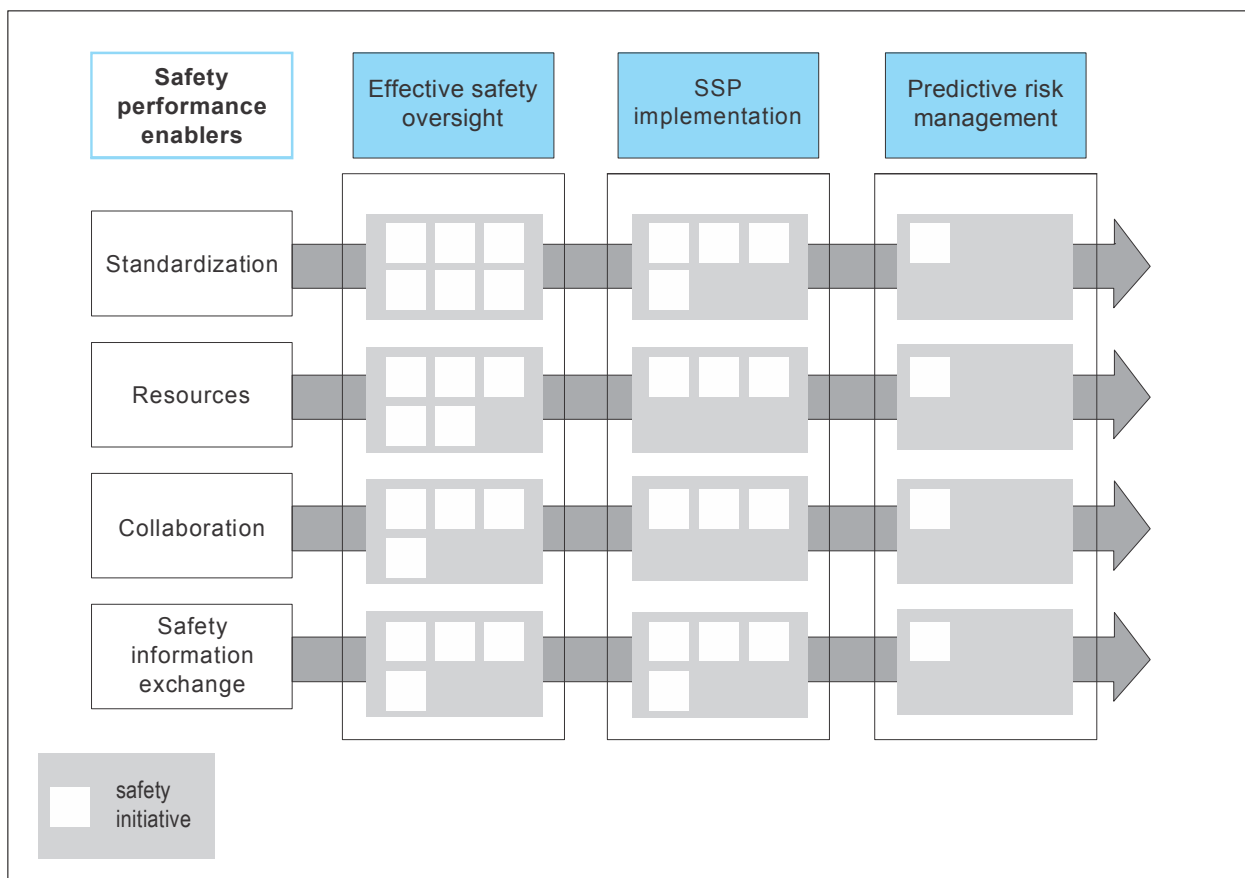 Safety
performance
enablers
Effective safety
oversight
SSP
implementation
Predictive risk
management
Standardization
Resources
Collaboration
Safety
information
exchange
safety
initiative